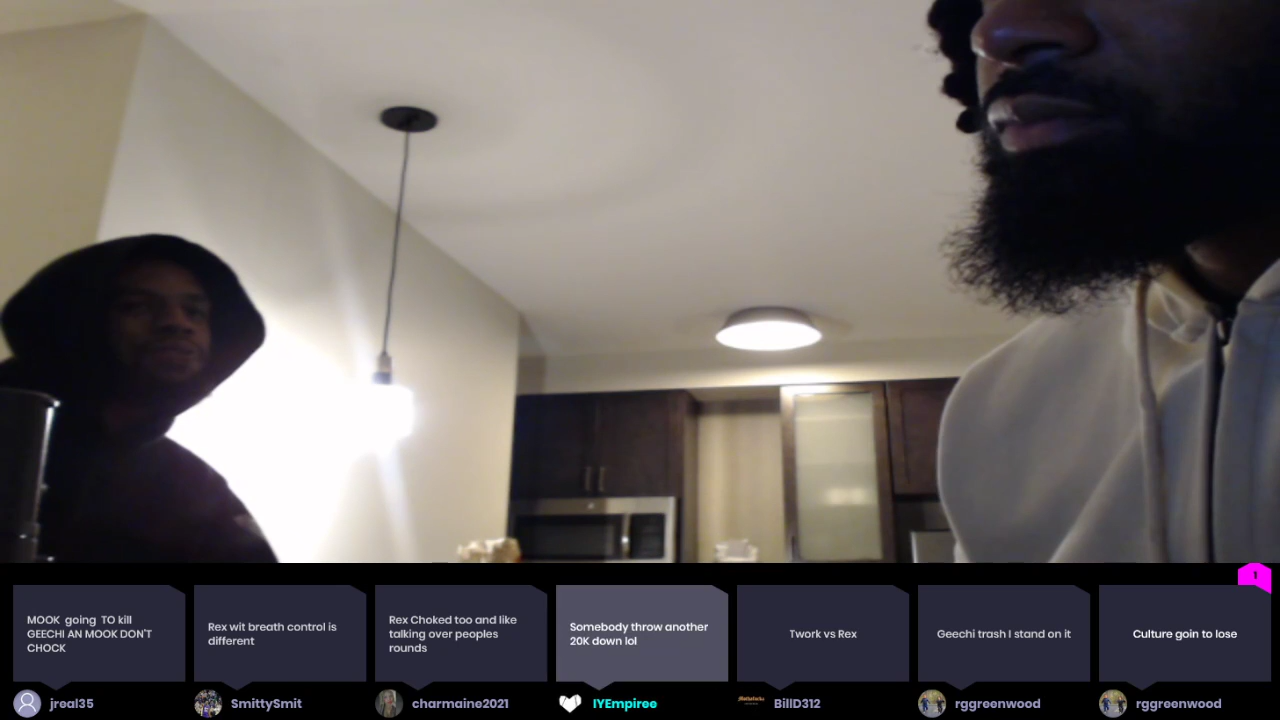 1
MOOK going TO kill
GEECHI AN MOOK DON'T
CHOCK
Rex wit breath control is
different
Rex Choked too and like
talking over peoples
rounds
Somebody throw another
20K down lol
Twork vs Rex
Geechi trash I stand on it
Culture goin to lose
jreal35
SmittySmit
charmaine2021
IYEmpiree
BillD312
rggreenwood
rggreenwood